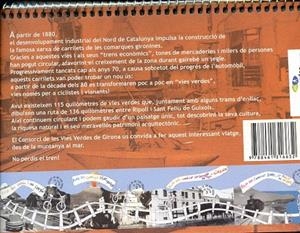 A partir de 1880,
el desenvolupament industrial del Nord de Catalunya impulsa la construcció de
la famosa xarxa de carrilets de les comarques gironines.
Gràcies a aquestes vies i als seus "trens econòmics", tones de mercaderies i milers de persones
han pogut circular, afavorint el creixement de la zona durant gairebé un segle.
Progressivament tancats cap als anys 70, a causa sobretot del progrés de l'automòbil,
aquests carrilets van poder trobar un nou ús:
a partir de la dècada dels 80 es transformaren poc a poc en "vies verdes",
vies només per a ciclistes i vianants!
Avui existeixen 115 quilòmetres de vies verdes que, juntament amb alguns trams d'enllaç,
dibuixen una ruta de 136 quilòmetres entre Ripoll i Sant Feliu de Guíxols.
Tot continuant circulant i podem gaudir d'un paisatge únic, tot descobrint la seva cultura,
la riquesa natural i el seu meravellós patrimoni arquitectònic.
El Consorci de les Vies Verdes de Girona us convida a fer aquest interessant viatge,
des de la muntanya al mar.
No perdis el tren!